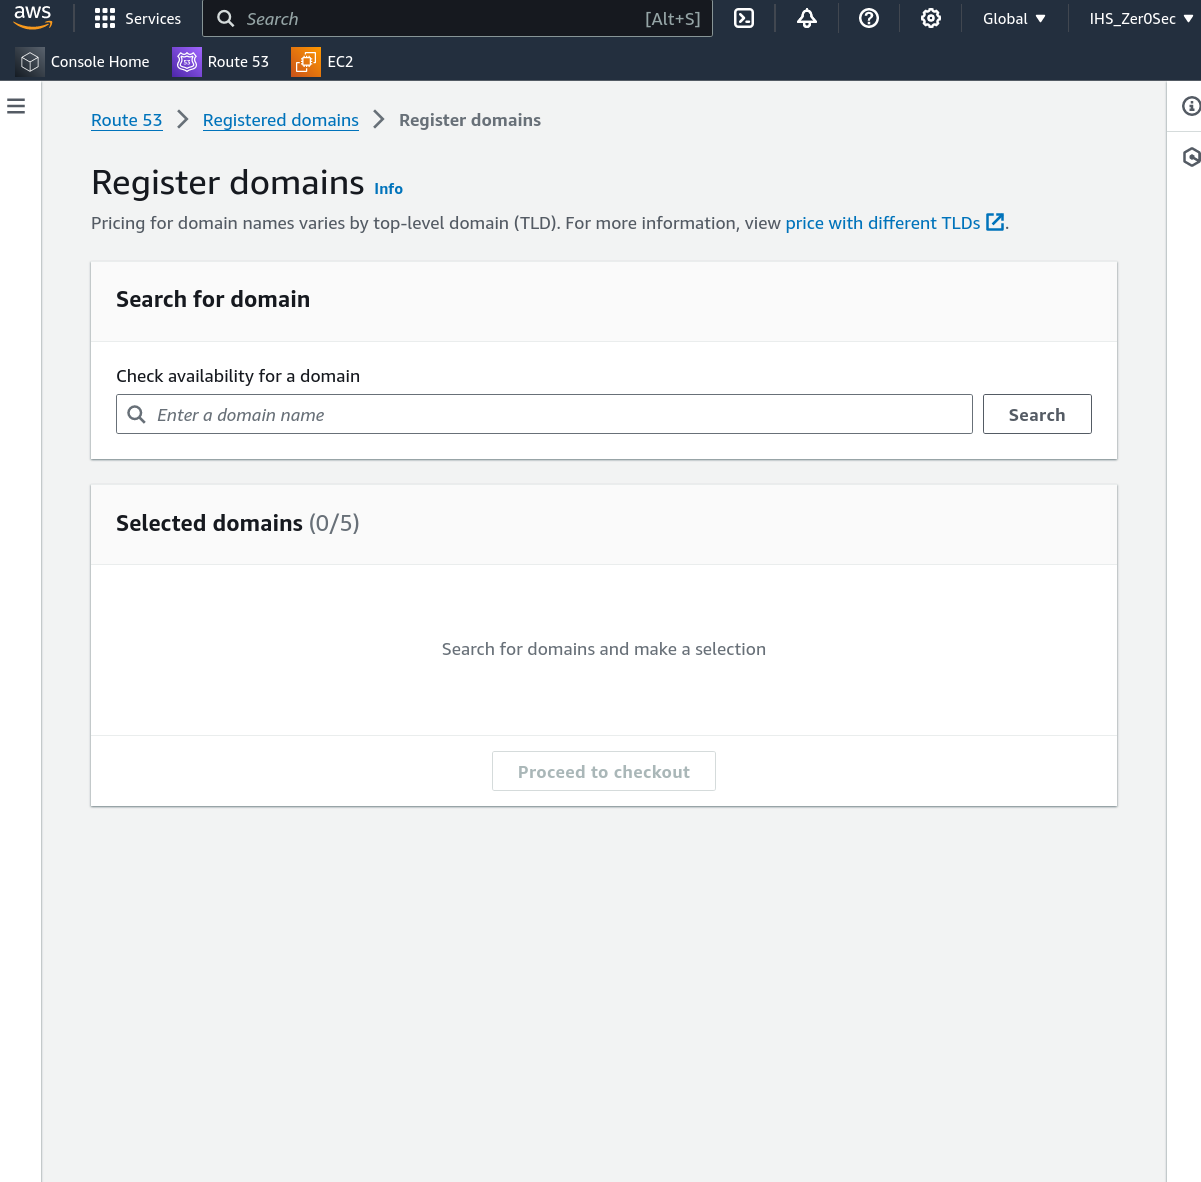 aws Services Search [Alt+S] Global IHS_Zer0Sec
Console Home Route 53 EC2
Route 53 Registered domains Register domains
Register domains Info
Pricing for domain names varies by top-level domain (TLD). For more information, view price with different TLDs.
Search for domain
Check availability for a domain
Enter a domain name Search
Selected domains (0/5)
Search for domains and make a selection
Proceed to checkout